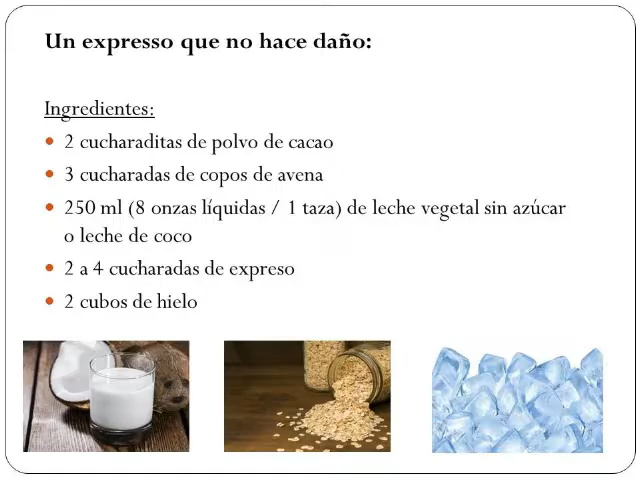 Un expresso que no hace daño:
Ingredientes:
• 2 cucharaditas de polvo de cacao
• 3 cucharadas de copos de avena
• 250 ml (8 onzas líquidas / 1 taza) de leche vegetal sin azúcar
o leche de coco
• 2 a 4 cucharadas de expreso
• 2 cubos de hielo